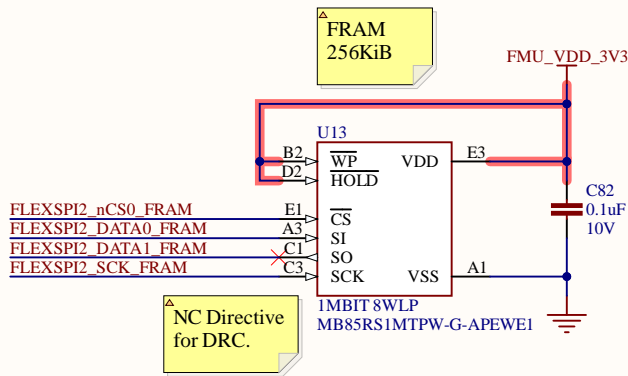 FRAM
256KiB
FMU_VDD_3V3
U13
B2
WP
VDD
E3
D2
HOLD
C82
0.1uF
10V
FLEXSPI2_nCS0_FRAM
E1
CS
FLEXSPI2_DATA0_FRAM
A3
SI
FLEXSPI2_DATA1_FRAM
C1
SO
FLEXSPI2_SCK_FRAM
C3
SCK
VSS
A1
1MBIT 8WLP
MB85RS1MTPW-G-APEWE1
NC Directive
for DRC.